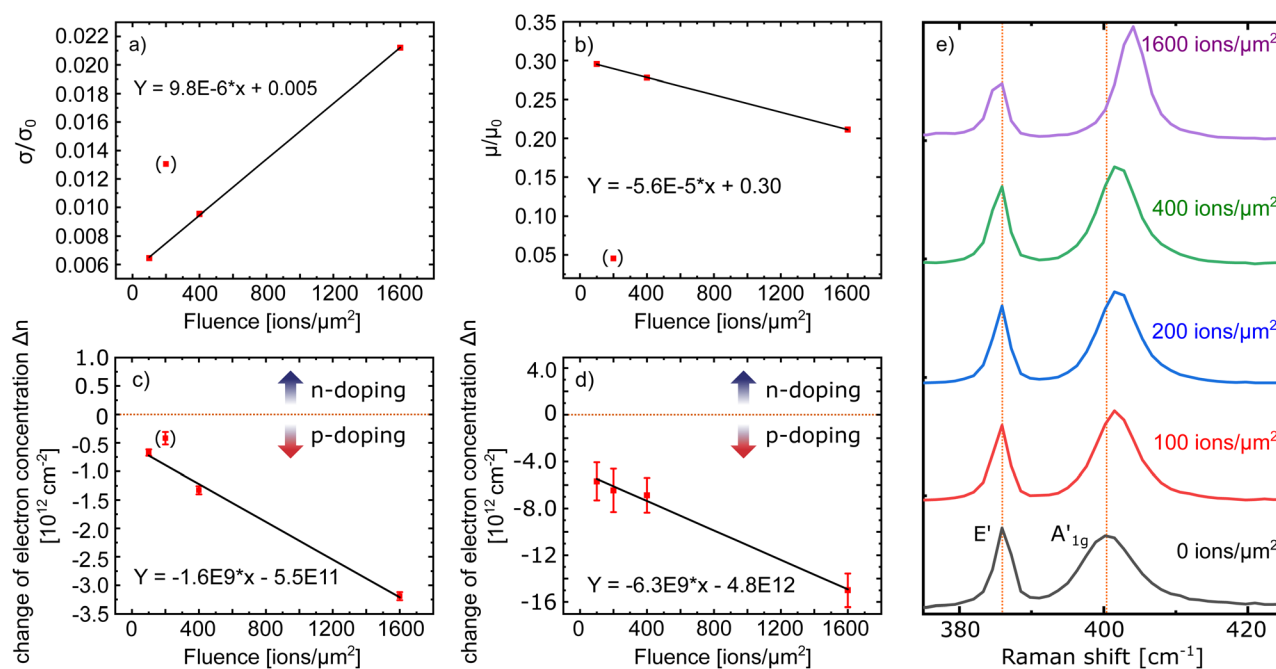 a)
Y = 9.8E-6*x + 0.005
( )
σ/σ₀
0.022
0.020
0.018
0.016
0.014
0.012
0.010
0.008
0.006
0 400 800 1200 1600
Fluence [ions/µm²]
b)
Y = -5.6E-5*x + 0.30
( )
µ/µ₀
0.35
0.30
0.25
0.20
0.15
0.10
0.05
0 400 800 1200 1600
Fluence [ions/µm²]
c)
n-doping
p-doping
( )
Y = -1.6E9*x - 5.5E11
change of electron concentration Δn
[10¹² cm⁻²]
1.0
0.5
0
-0.5
-1.0
-1.5
-2.0
-2.5
-3.0
-3.5
0 400 800 1200 1600
Fluence [ions/µm²]
d)
n-doping
p-doping
Y = -6.3E9*x - 4.8E12
change of electron concentration Δn
[10¹² cm⁻²]
4.0
0
-4.0
-8.0
-12
-16
0 400 800 1200 1600
Fluence [ions/µm²]
e)
1600 ions/µm²
400 ions/µm²
200 ions/µm²
100 ions/µm²
E' A'1g 0 ions/µm²
380 400 420
Raman shift [cm⁻¹]